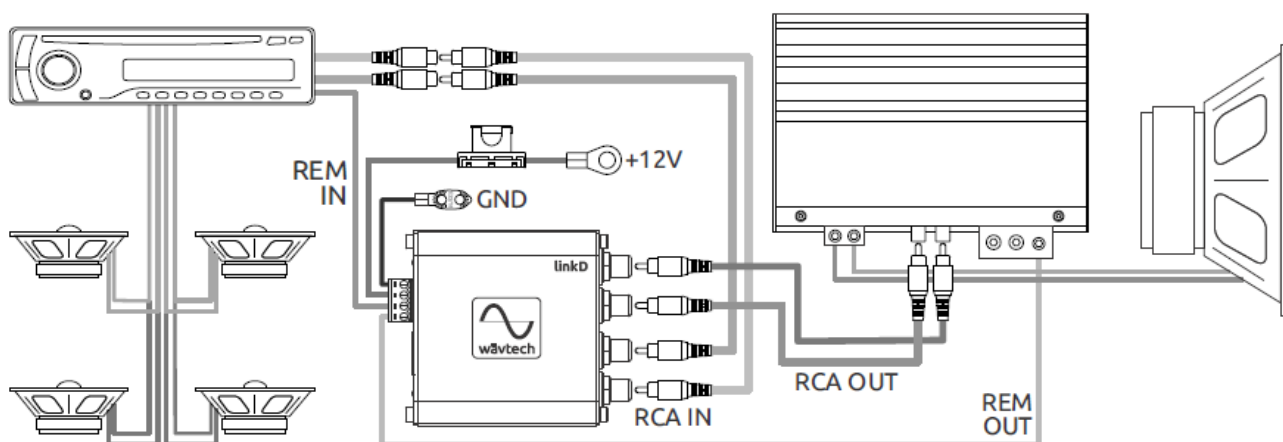 REM
IN
+12V
GND
linkD
wāvtech
RCA OUT
RCA IN
REM
OUT